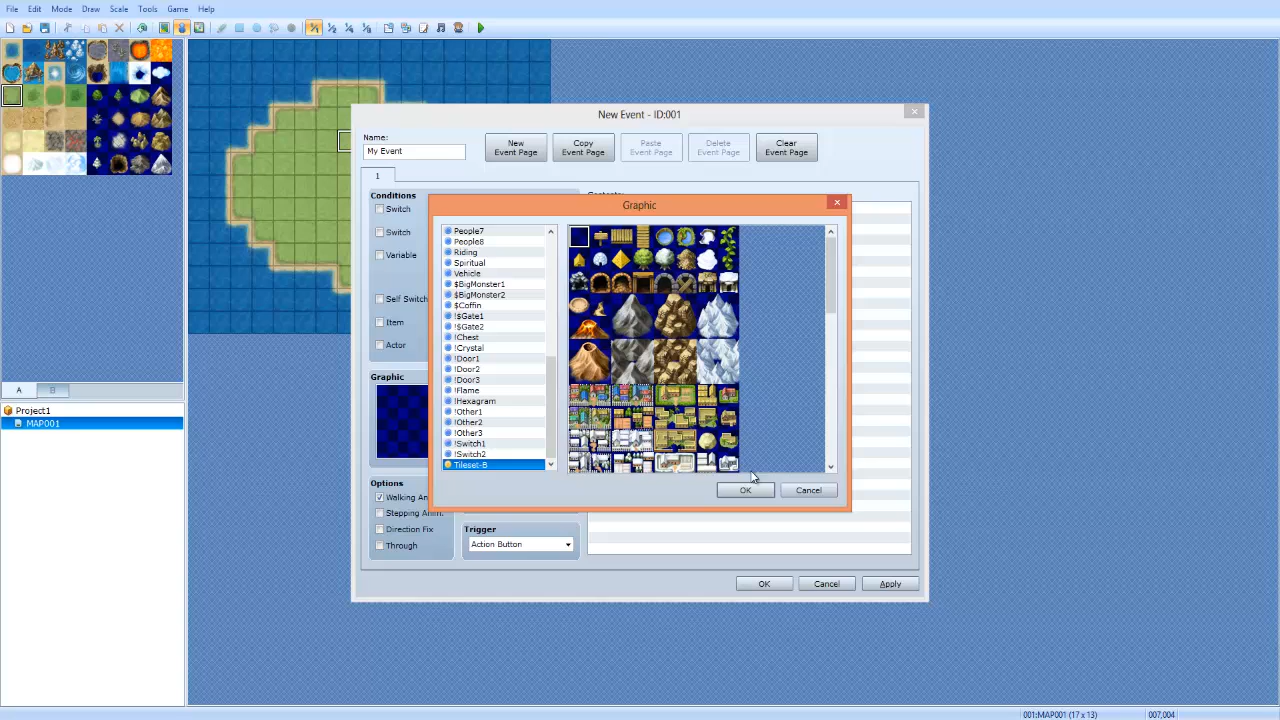 File Edit Mode Draw Scale Tools Game Help
New Event - ID:001
Name:
My Event
New Event Page
Copy Event Page
Paste Event Page
Delete Event Page
Clear Event Page
1
Conditions
Switch
Switch
Variable
Self Switch
Item
Actor
Graphic
Graphic
People7
People8
Riding
Spiritual
Vehicle
$BigMonster1
$BigMonster2
$Coffin
!$Gate1
!$Gate2
!Chest
!Crystal
!Door1
!Door2
!Door3
!Flame
!Hexagram
!Other1
!Other2
!Other3
!Switch1
!Switch2
Tileset-B
OK Cancel
Options
Walking An
Stepping Anim.
Direction Fix
Through
Trigger
Action Button
OK Cancel Apply
A B
Project1
MAP001
001:MAP001 (17 x 13) 007,004